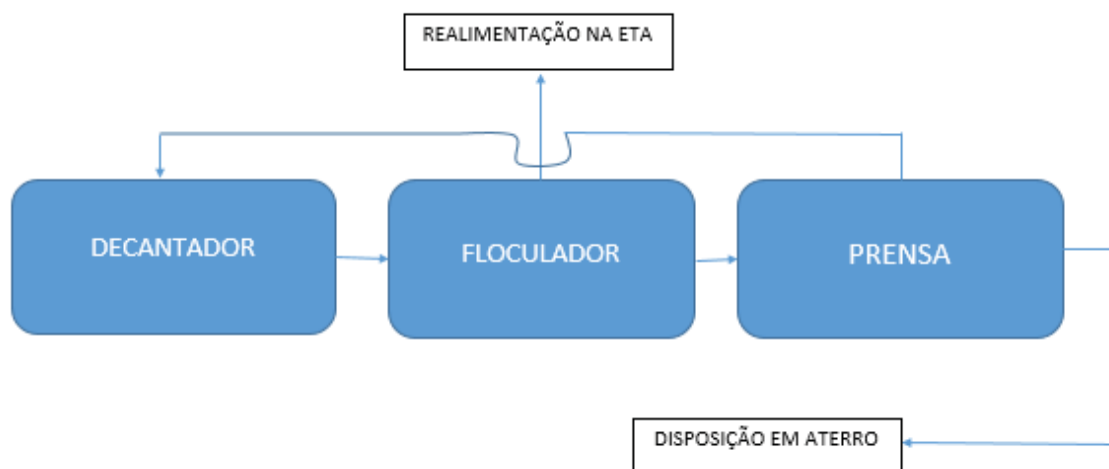 REALIMENTAÇÃO NA ETA
DECANTADOR
FLOCULADOR
PRENSA
DISPOSIÇÃO EM ATERRO